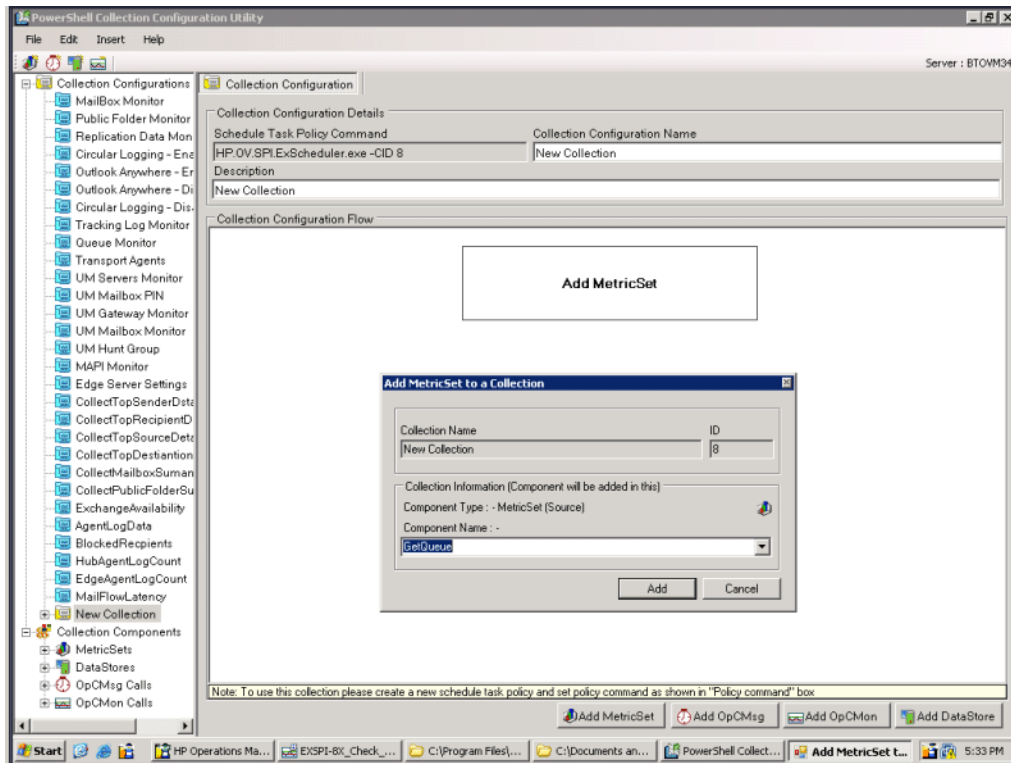 PowerShell Collection Configuration Utility
File Edit Insert Help
Server : BTOVM34
Collection Configurations
MailBox Monitor
Public Folder Monitor
Replication Data Mon
Circular Logging - Ena
Outlook Anywhere - Er
Outlook Anywhere - Di
Circular Logging - Dis.
Tracking Log Monitor
Queue Monitor
Transport Agents
UM Servers Monitor
UM Mailbox PIN
UM Gateway Monitor
UM Mailbox Monitor
UM Hunt Group
MAPI Monitor
Edge Server Settings
CollectTopSenderDsta
CollectTopRecipientD
CollectTopSourceDeta
CollectTopDestiantion
CollectMailboxSuman
CollectPublicFolderSu
ExchangeAvailability
AgentLogData
BlockedRecpients
HubAgentLogCount
EdgeAgentLogCount
MailFlowLatency
New Collection
Collection Components
MetricSets
DataStores
OpCMsg Calls
OpCMon Calls
Collection Configuration
Collection Configuration Details
Schedule Task Policy Command
Collection Configuration Name
HP.OV.SPI.ExScheduler.exe -CID 8
New Collection
Description
New Collection
Collection Configuration Flow
Add MetricSet
Add MetricSet to a Collection
Collection Name
ID
New Collection
8
Collection Information (Component will be added in this)
Component Type : - MetricSet (Source)
Component Name : -
GetQueue
Add
Cancel
Note: To use this collection please create a new schedule task policy and set policy command as shown in "Policy command" box
Add MetricSet
Add OpCMsg
Add OpCMon
Add DataStore
Start
HP Operations Ma...
EXSPI-8X_Check_...
C:\Program Files\...
C:\Documents an...
PowerShell Collect...
Add MetricSet t...
5:33 PM